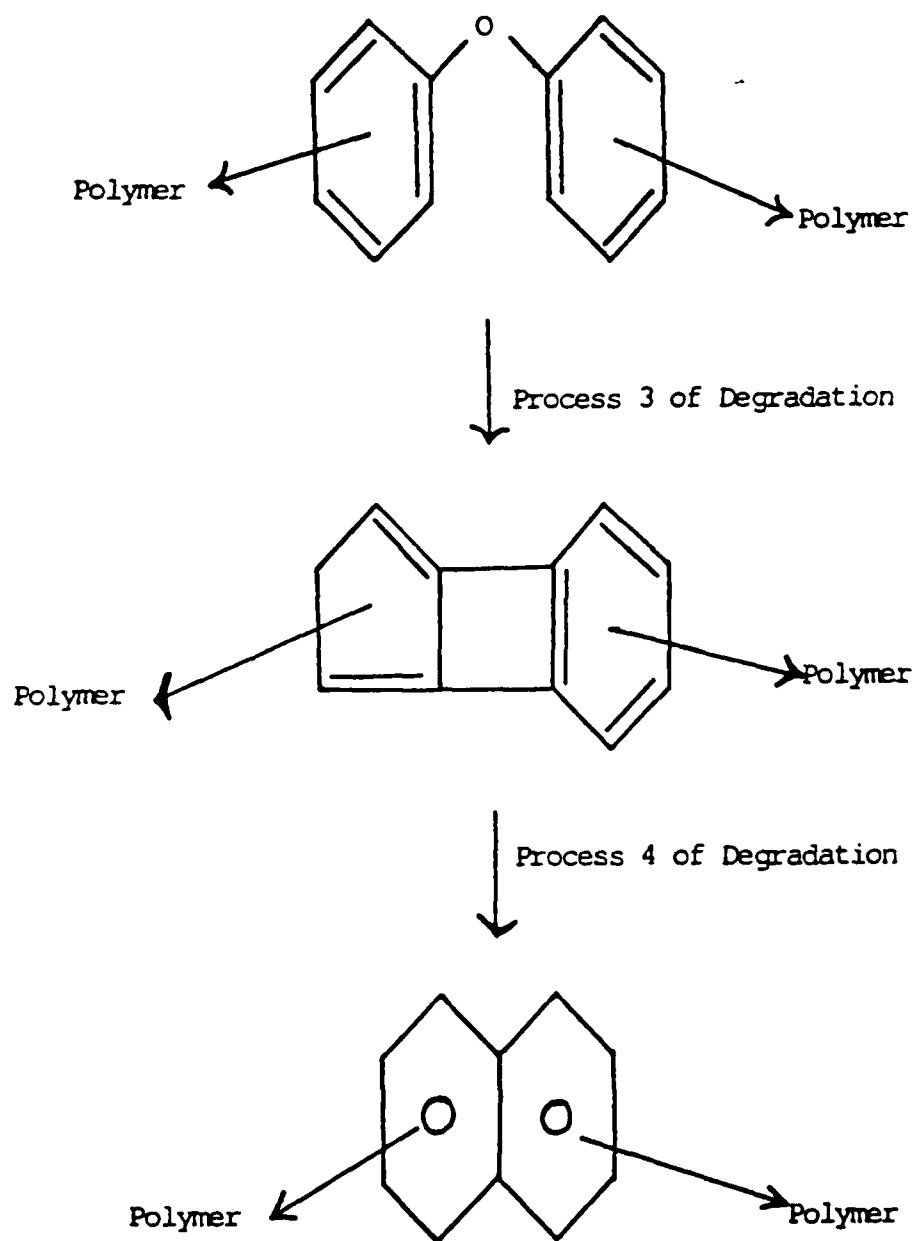 O
Polymer
Polymer
Process 3 of Degradation
Polymer
Polymer
Process 4 of Degradation
Polymer
Polymer